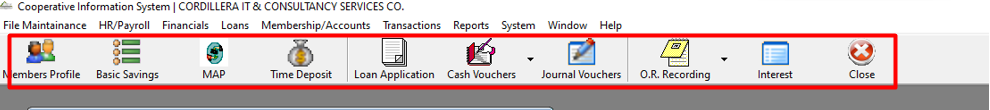 Cooperative Information System | CORDILLERA IT & CONSULTANCY SERVICES CO.
File Maintainance HR/Payroll Financials Loans Membership/Accounts Transactions Reports System Window Help
Members Profile Basic Savings MAP Time Deposit Loan Application Cash Vouchers Journal Vouchers O.R. Recording Interest Close